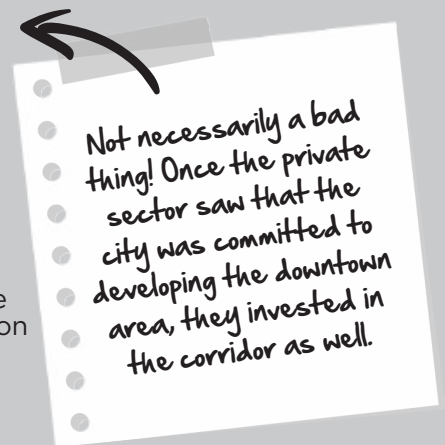 Not necessarily a bad
thing! Once the private
sector saw that the
city was committed to
developing the downtown
area, they invested in
the corridor as well.
e
on